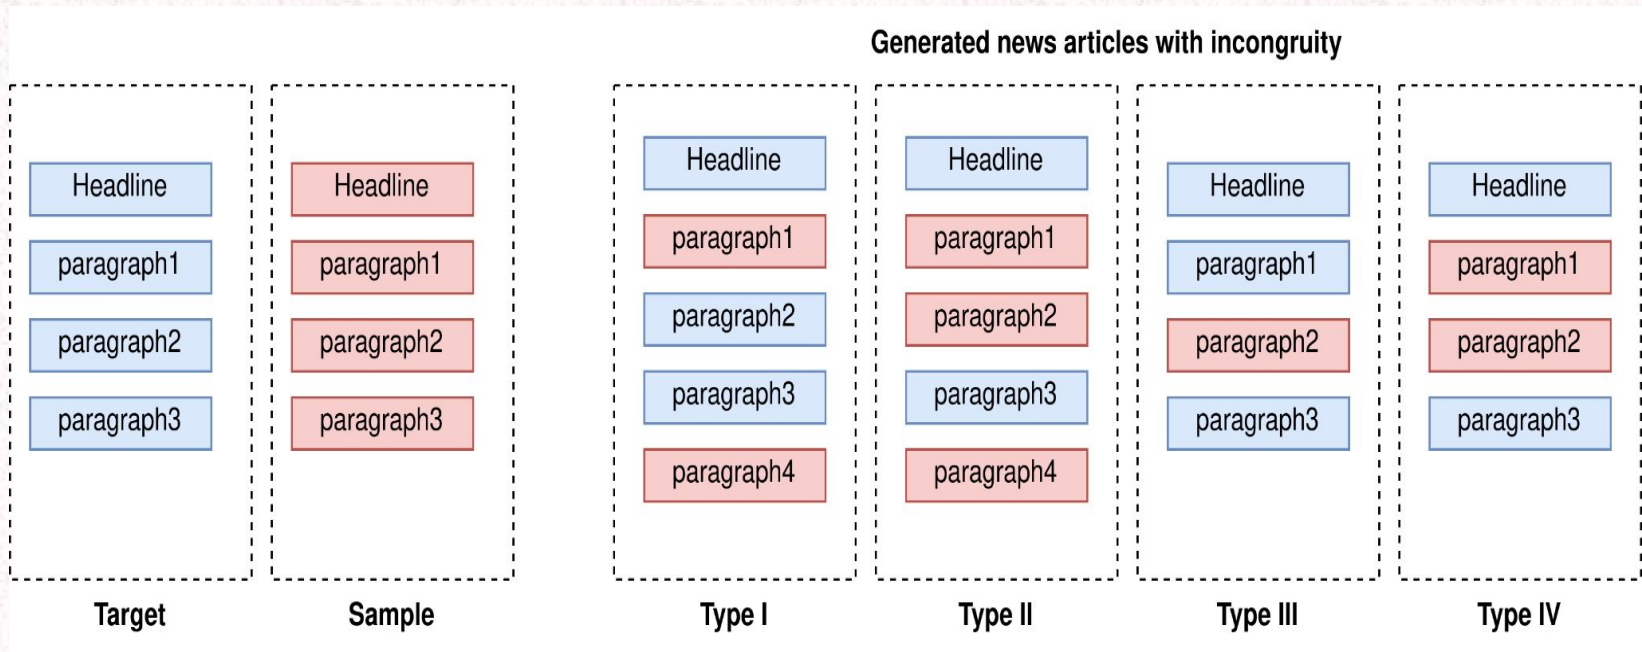 Generated news articles with incongruity
Headline
paragraph1
paragraph2
paragraph3
Target
Headline
paragraph1
paragraph2
paragraph3
Sample
Headline
paragraph1
paragraph2
paragraph3
paragraph4
Type I
Headline
paragraph1
paragraph2
paragraph3
paragraph4
Type II
Headline
paragraph1
paragraph2
paragraph3
Type III
Headline
paragraph1
paragraph2
paragraph3
Type IV